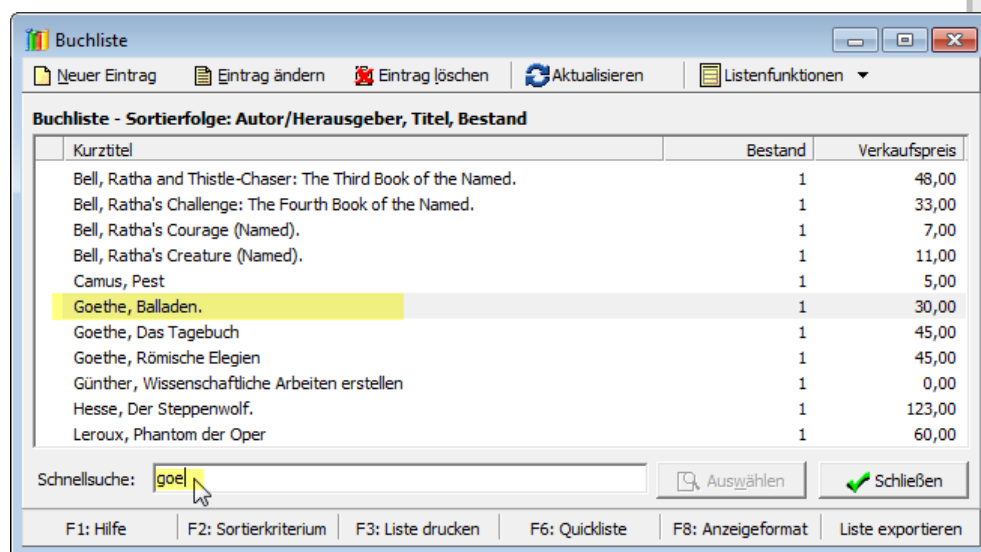 Buchliste
Neuer Eintrag Eintrag ändern Eintrag löschen Aktualisieren Listenfunktionen
Buchliste - Sortierfolge: Autor/Herausgeber, Titel, Bestand
Kurztitel Bestand Verkaufspreis
Bell, Ratha and Thistle-Chaser: The Third Book of the Named. 1 48,00
Bell, Ratha's Challenge: The Fourth Book of the Named. 1 33,00
Bell, Ratha's Courage (Named). 1 7,00
Bell, Ratha's Creature (Named). 1 11,00
Camus, Pest 1 5,00
Goethe, Balladen. 1 30,00
Goethe, Das Tagebuch 1 45,00
Goethe, Römische Elegien 1 45,00
Günther, Wissenschaftliche Arbeiten erstellen 1 0,00
Hesse, Der Steppenwolf. 1 123,00
Leroux, Phantom der Oper 1 60,00
Schnellsuche: goe Auswählen Schließen
F1: Hilfe F2: Sortierkriterium F3: Liste drucken F6: Quickliste F8: Anzeigeformat Liste exportieren